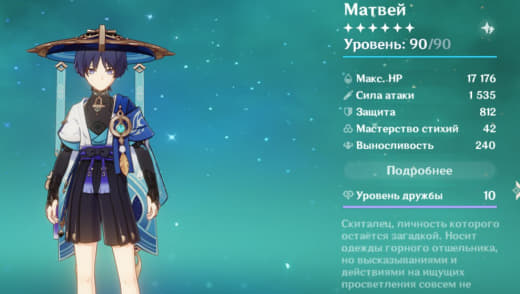 Матвей
Уровень: 90/90
Макс. HP 17 176
Сила атаки 1 535
Защита 812
Мастерство стихий 42
Выносливость 240
Подробнее
Уровень дружбы 10
Скиталец, личность которого
остаётся загадкой. Носит
одежды горного отшельника,
но высказываниями и
действиями на ищущих
просветления совсем не